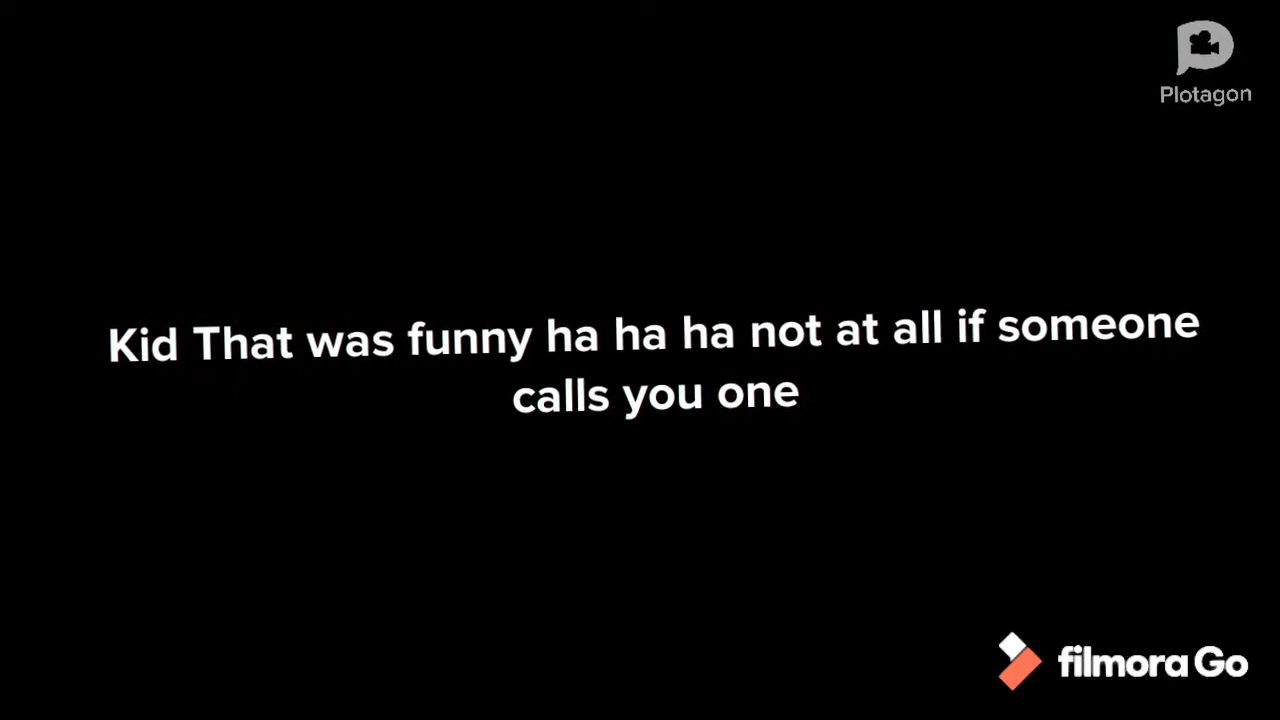 Plotagon
Kid That was funny ha ha ha not at all if someone
calls you one
filmora Go